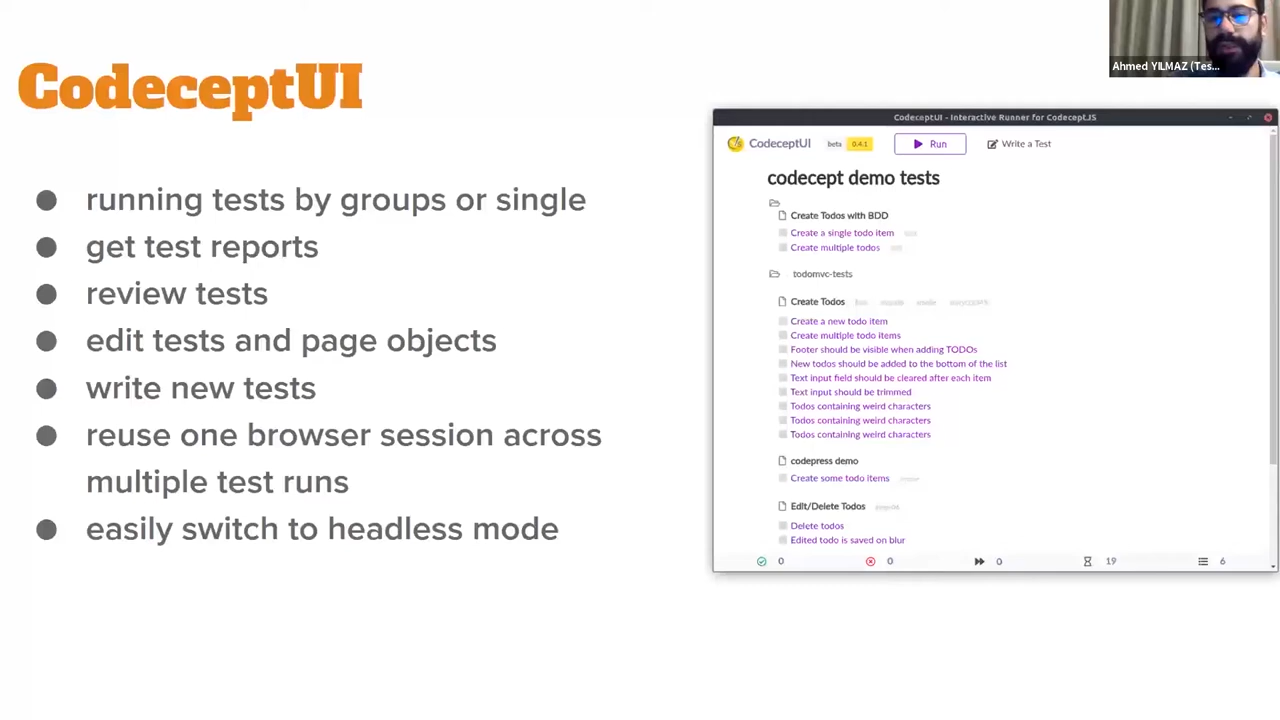 Ahmed YILMAZ (Tes...
CodeceptUI
● running tests by groups or single
● get test reports
● review tests
● edit tests and page objects
● write new tests
● reuse one browser session across
multiple test runs
● easily switch to headless mode
CodeceptUI - Interactive Runner for CodeceptJS
CodeceptUI beta 0.4.1 Run Write a Test
codecept demo tests
Create Todos with BDD
Create a single todo item
Create multiple todos
todomvc-tests
Create Todos
Create a new todo item
Create multiple todo items
Footer should be visible when adding TODOs
New todos should be added to the bottom of the list
Text input field should be cleared after each item
Text input should be trimmed
Todos containing weird characters
Todos containing weird characters
Todos containing weird characters
codepress demo
Create some todo items
Edit/Delete Todos
Delete todos
Edited todo is saved on blur
0 0 0 19 6